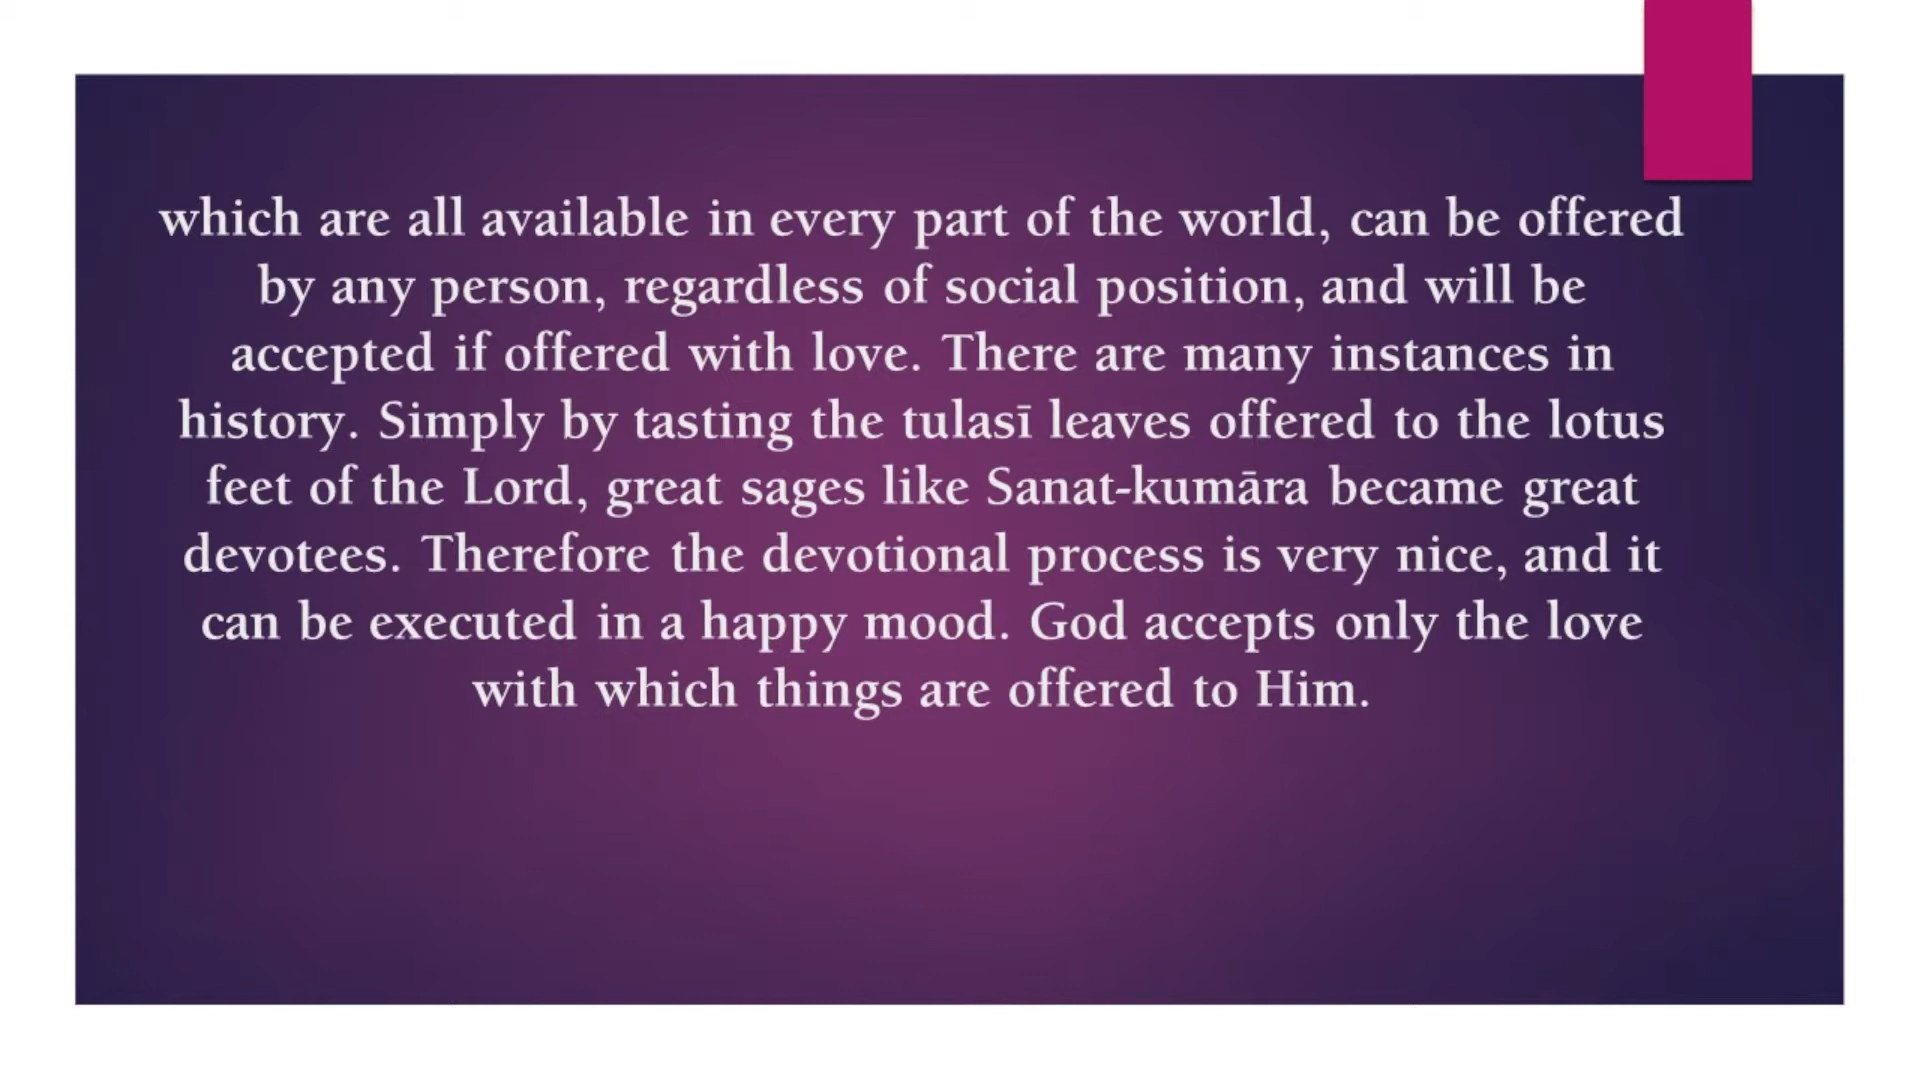 which are all available in every part of the world, can be offered
by any person, regardless of social position, and will be
accepted if offered with love. There are many instances in
history. Simply by tasting the tulasī leaves offered to the lotus
feet of the Lord, great sages like Sanat-kumāra became great
devotees. Therefore the devotional process is very nice, and it
can be executed in a happy mood. God accepts only the love
with which things are offered to Him.